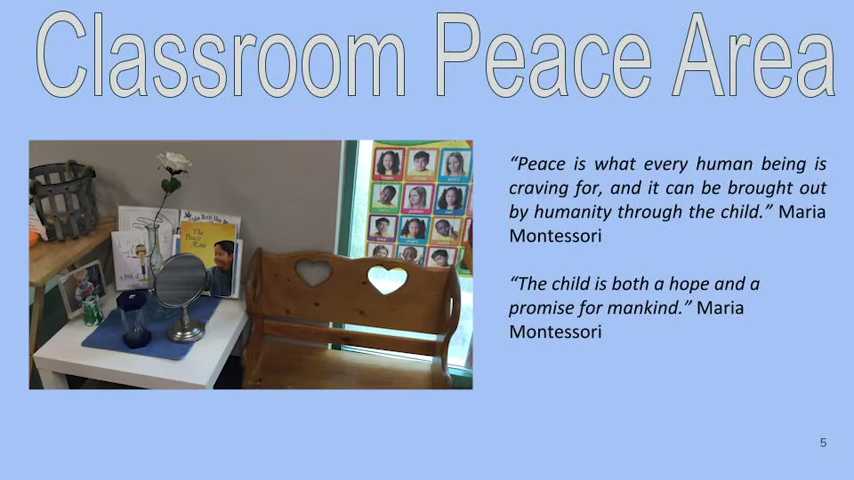 Classroom Peace Area
“Peace is what every human being is
craving for, and it can be brought out
by humanity through the child.” Maria
Montessori
“The child is both a hope and a
promise for mankind.” Maria
Montessori
The
Peace
Rose
5